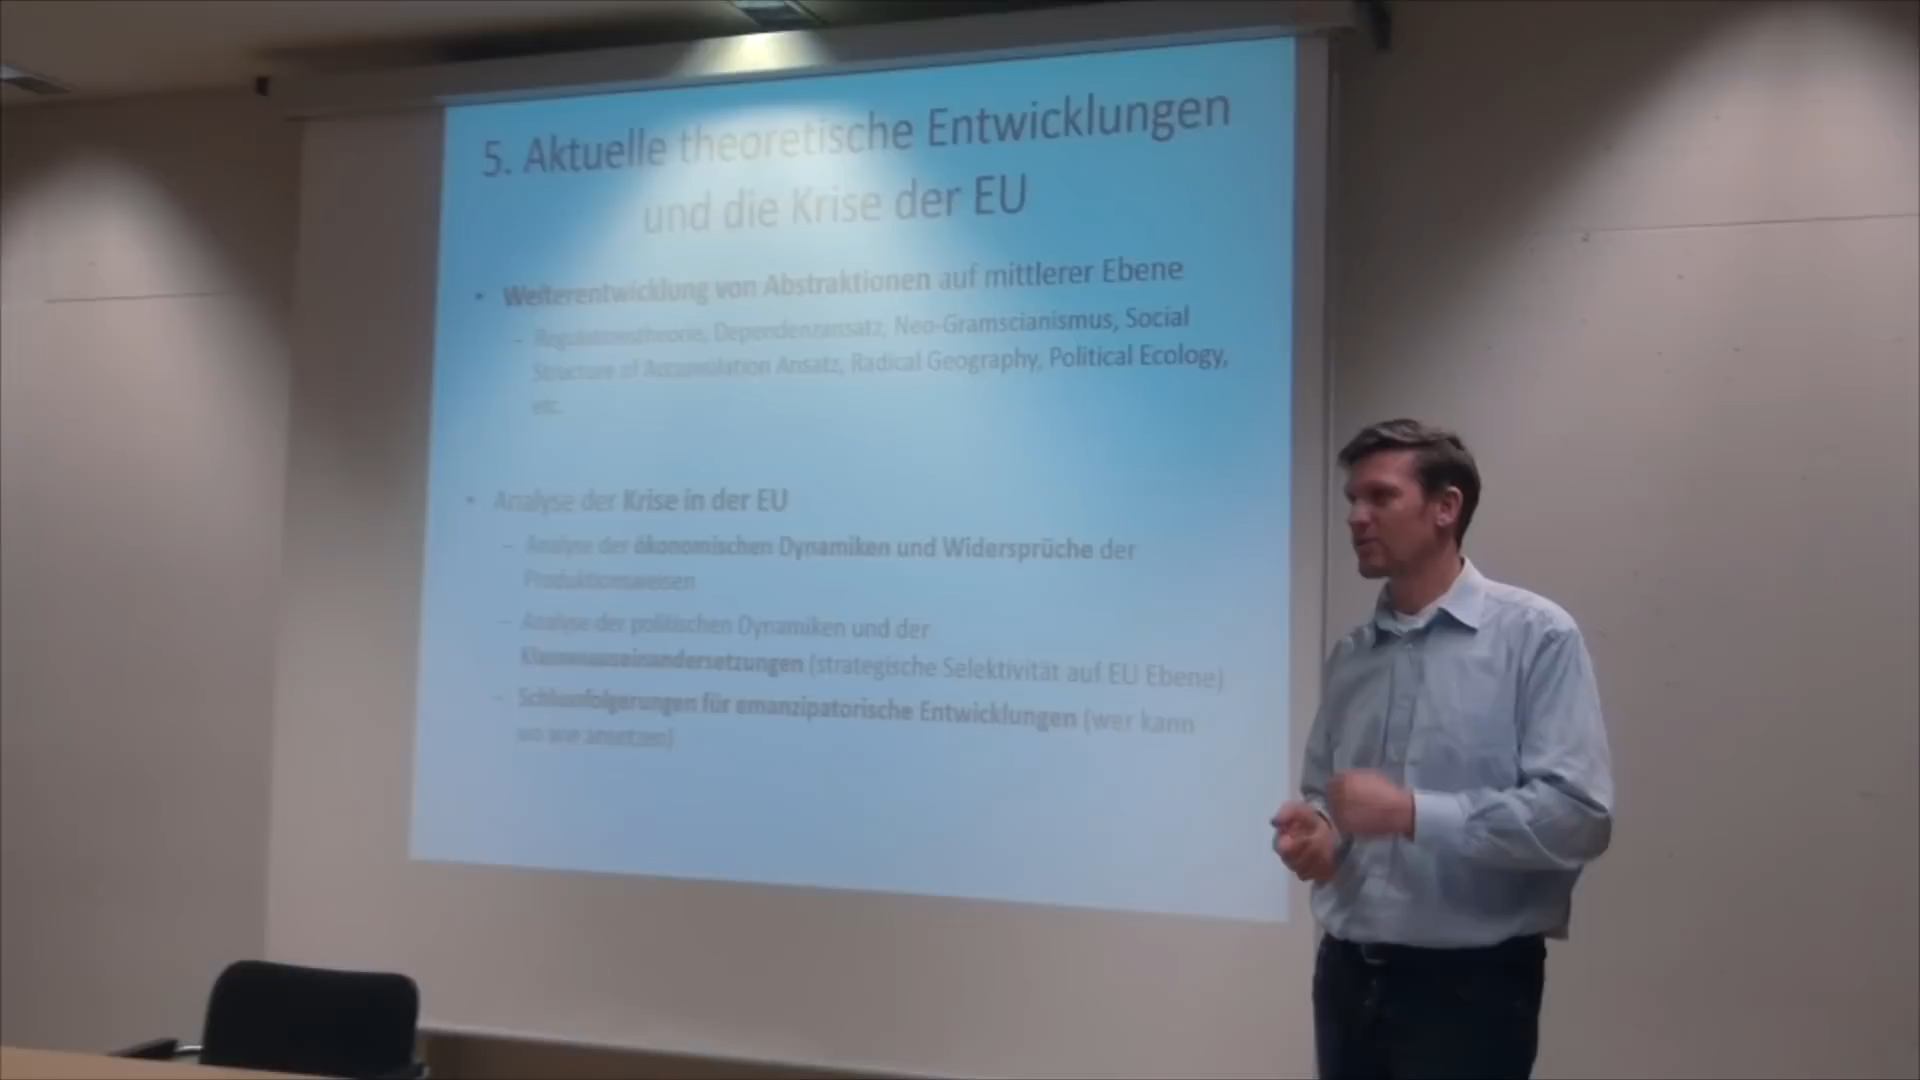 5. Aktuelle theoretische Entwicklungen
und die Krise der EU
• Weiterentwicklung von Abstraktionen auf mittlerer Ebene
– Regulationstheorie, Dependenzansatz, Neo-Gramscianismus, Social
Structure of Accumulation Ansatz, Radical Geography, Political Ecology,
etc.
• Analyse der Krise in der EU
– Analyse der ökonomischen Dynamiken und Widersprüche der
Produktionsweisen
– Analyse der politischen Dynamiken und der
Klassenauseinandersetzungen (strategische Selektivität auf EU Ebene)
– Schlussfolgerungen für emanzipatorische Entwicklungen (wer kann
wo wie ansetzen)